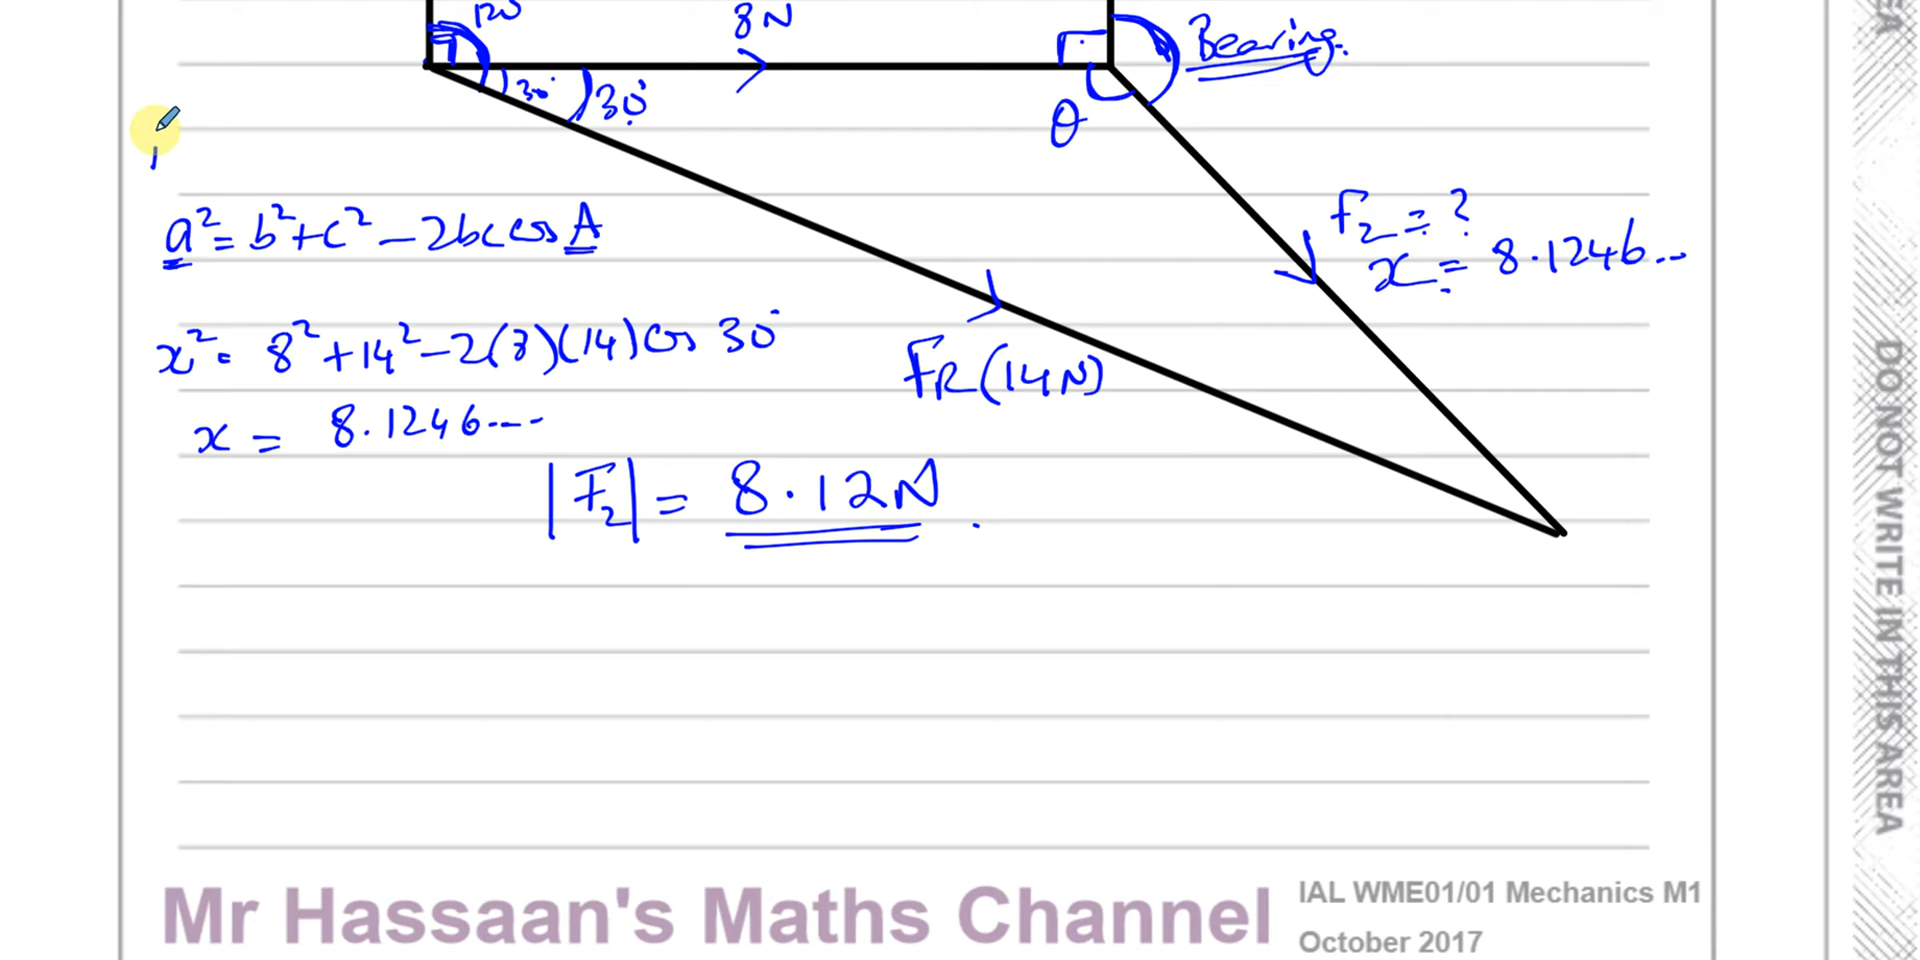 120
8N
Bearing.
30°
30°
θ
a² = b² + c² - 2bc cos A
F₂ = ?
x = 8.1246...
x² = 8² + 14² - 2(8)(14) cos 30°
FR (14N)
x = 8.1246....
|F₂| = 8.12N.
DO NOT WRITE IN THIS AREA
Mr Hassaan's Maths Channel
IAL WME01/01 Mechanics M1
October 2017